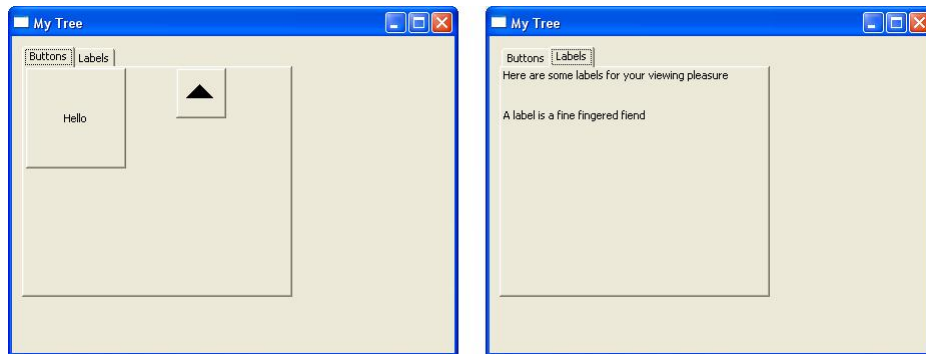 My Tree
Buttons Labels
Hello
My Tree
Buttons Labels
Here are some labels for your viewing pleasure
A label is a fine fingered fiend